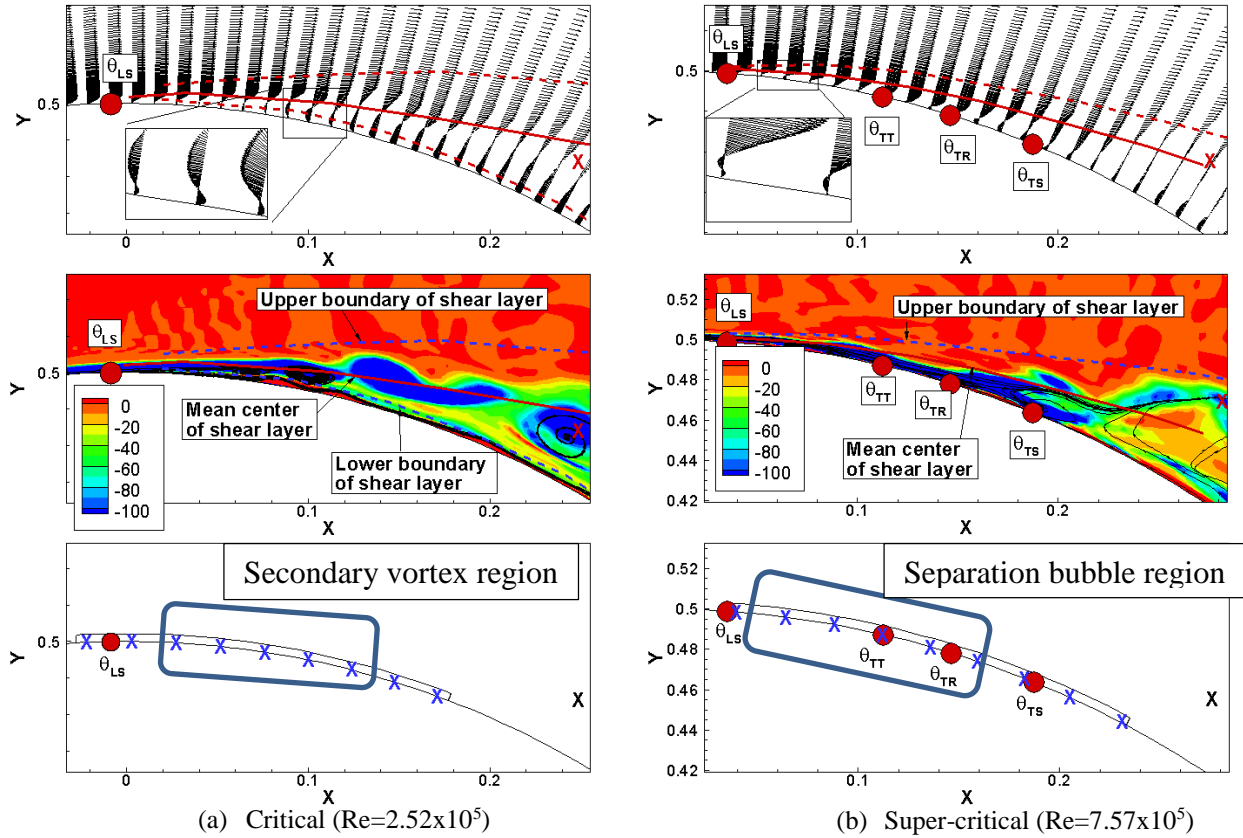 θLS
0.5
Y
X
0
0.1
0.2
X
θLS
0.5
Y
θTT
θTR
θTS
X
0.1
0.2
X
Upper boundary of shear layer
θLS
0.5
Y
Mean center
of shear layer
Lower boundary
of shear layer
0
-20
-40
-60
-80
-100
X
0
0.1
0.2
X
0.52
0.5
0.48
0.46
0.44
0.42
Y
θLS
Upper boundary of shear layer
θTT
θTR
θTS
Mean center
of shear layer
0
-20
-40
-60
-80
-100
X
0.1
0.2
X
Secondary vortex region
0.5
Y
θLS
X X X X X X X X X
X
0
0.1
0.2
X
Separation bubble region
0.52
0.5
0.48
0.46
0.44
0.42
Y
θLS
θTT
θTR
θTS
X X X X X X X X X
X
0.1
0.2
X
(a) Critical (Re=2.52x10⁵)
(b) Super-critical (Re=7.57x10⁵)